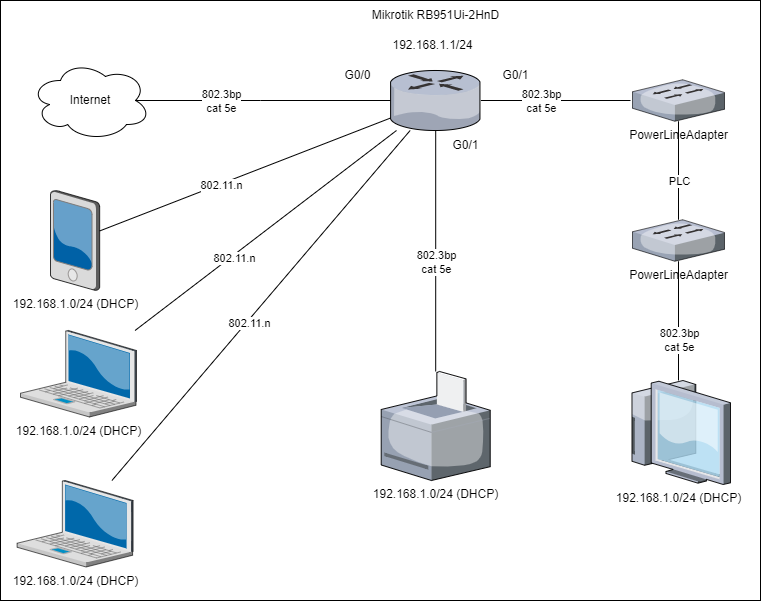 Mikrotik RB951Ui-2HnD
192.168.1.1/24
G0/0
G0/1
Internet
802.3bp
cat 5e
802.3bp
cat 5e
PowerLineAdapter
G0/1
802.11.n
PLC
802.11.n
802.3bp
cat 5e
PowerLineAdapter
192.168.1.0/24 (DHCP)
802.11.n
802.3bp
cat 5e
192.168.1.0/24 (DHCP)
192.168.1.0/24 (DHCP)
192.168.1.0/24 (DHCP)
192.168.1.0/24 (DHCP)